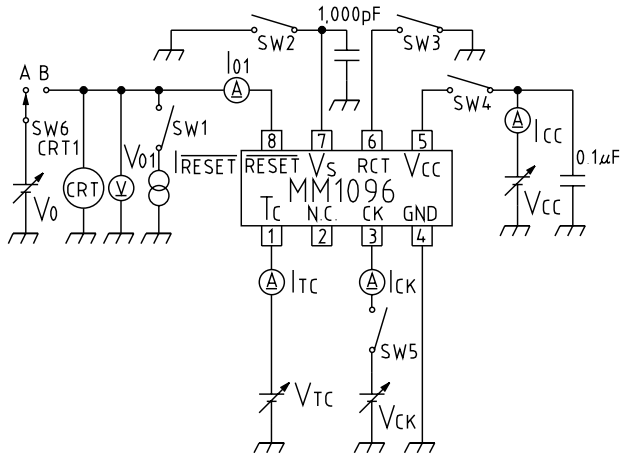 1,000pF
SW2
SW3
I01
A
A B
SW4
A
SW6
CRT1
SW1
V01
ICC
0.1μF
8 7 6 5
IRESET
RESET VS RCT VCC
CRT
V
MM1096
V0
VCC
TC N.C. CK GND
1 2 3 4
A
ITC
A
ICK
SW5
VTC
VCK